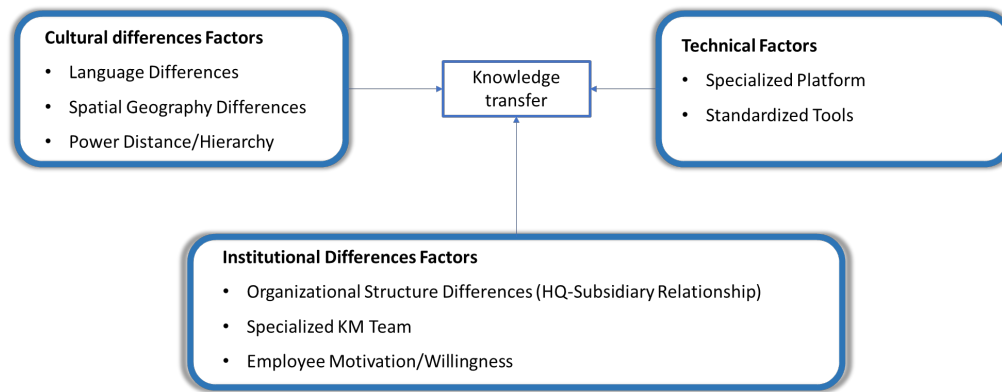 Cultural differences Factors
• Language Differences
• Spatial Geography Differences
• Power Distance/Hierarchy
Knowledge
transfer
Technical Factors
• Specialized Platform
• Standardized Tools
Institutional Differences Factors
• Organizational Structure Differences (HQ-Subsidiary Relationship)
• Specialized KM Team
• Employee Motivation/Willingness